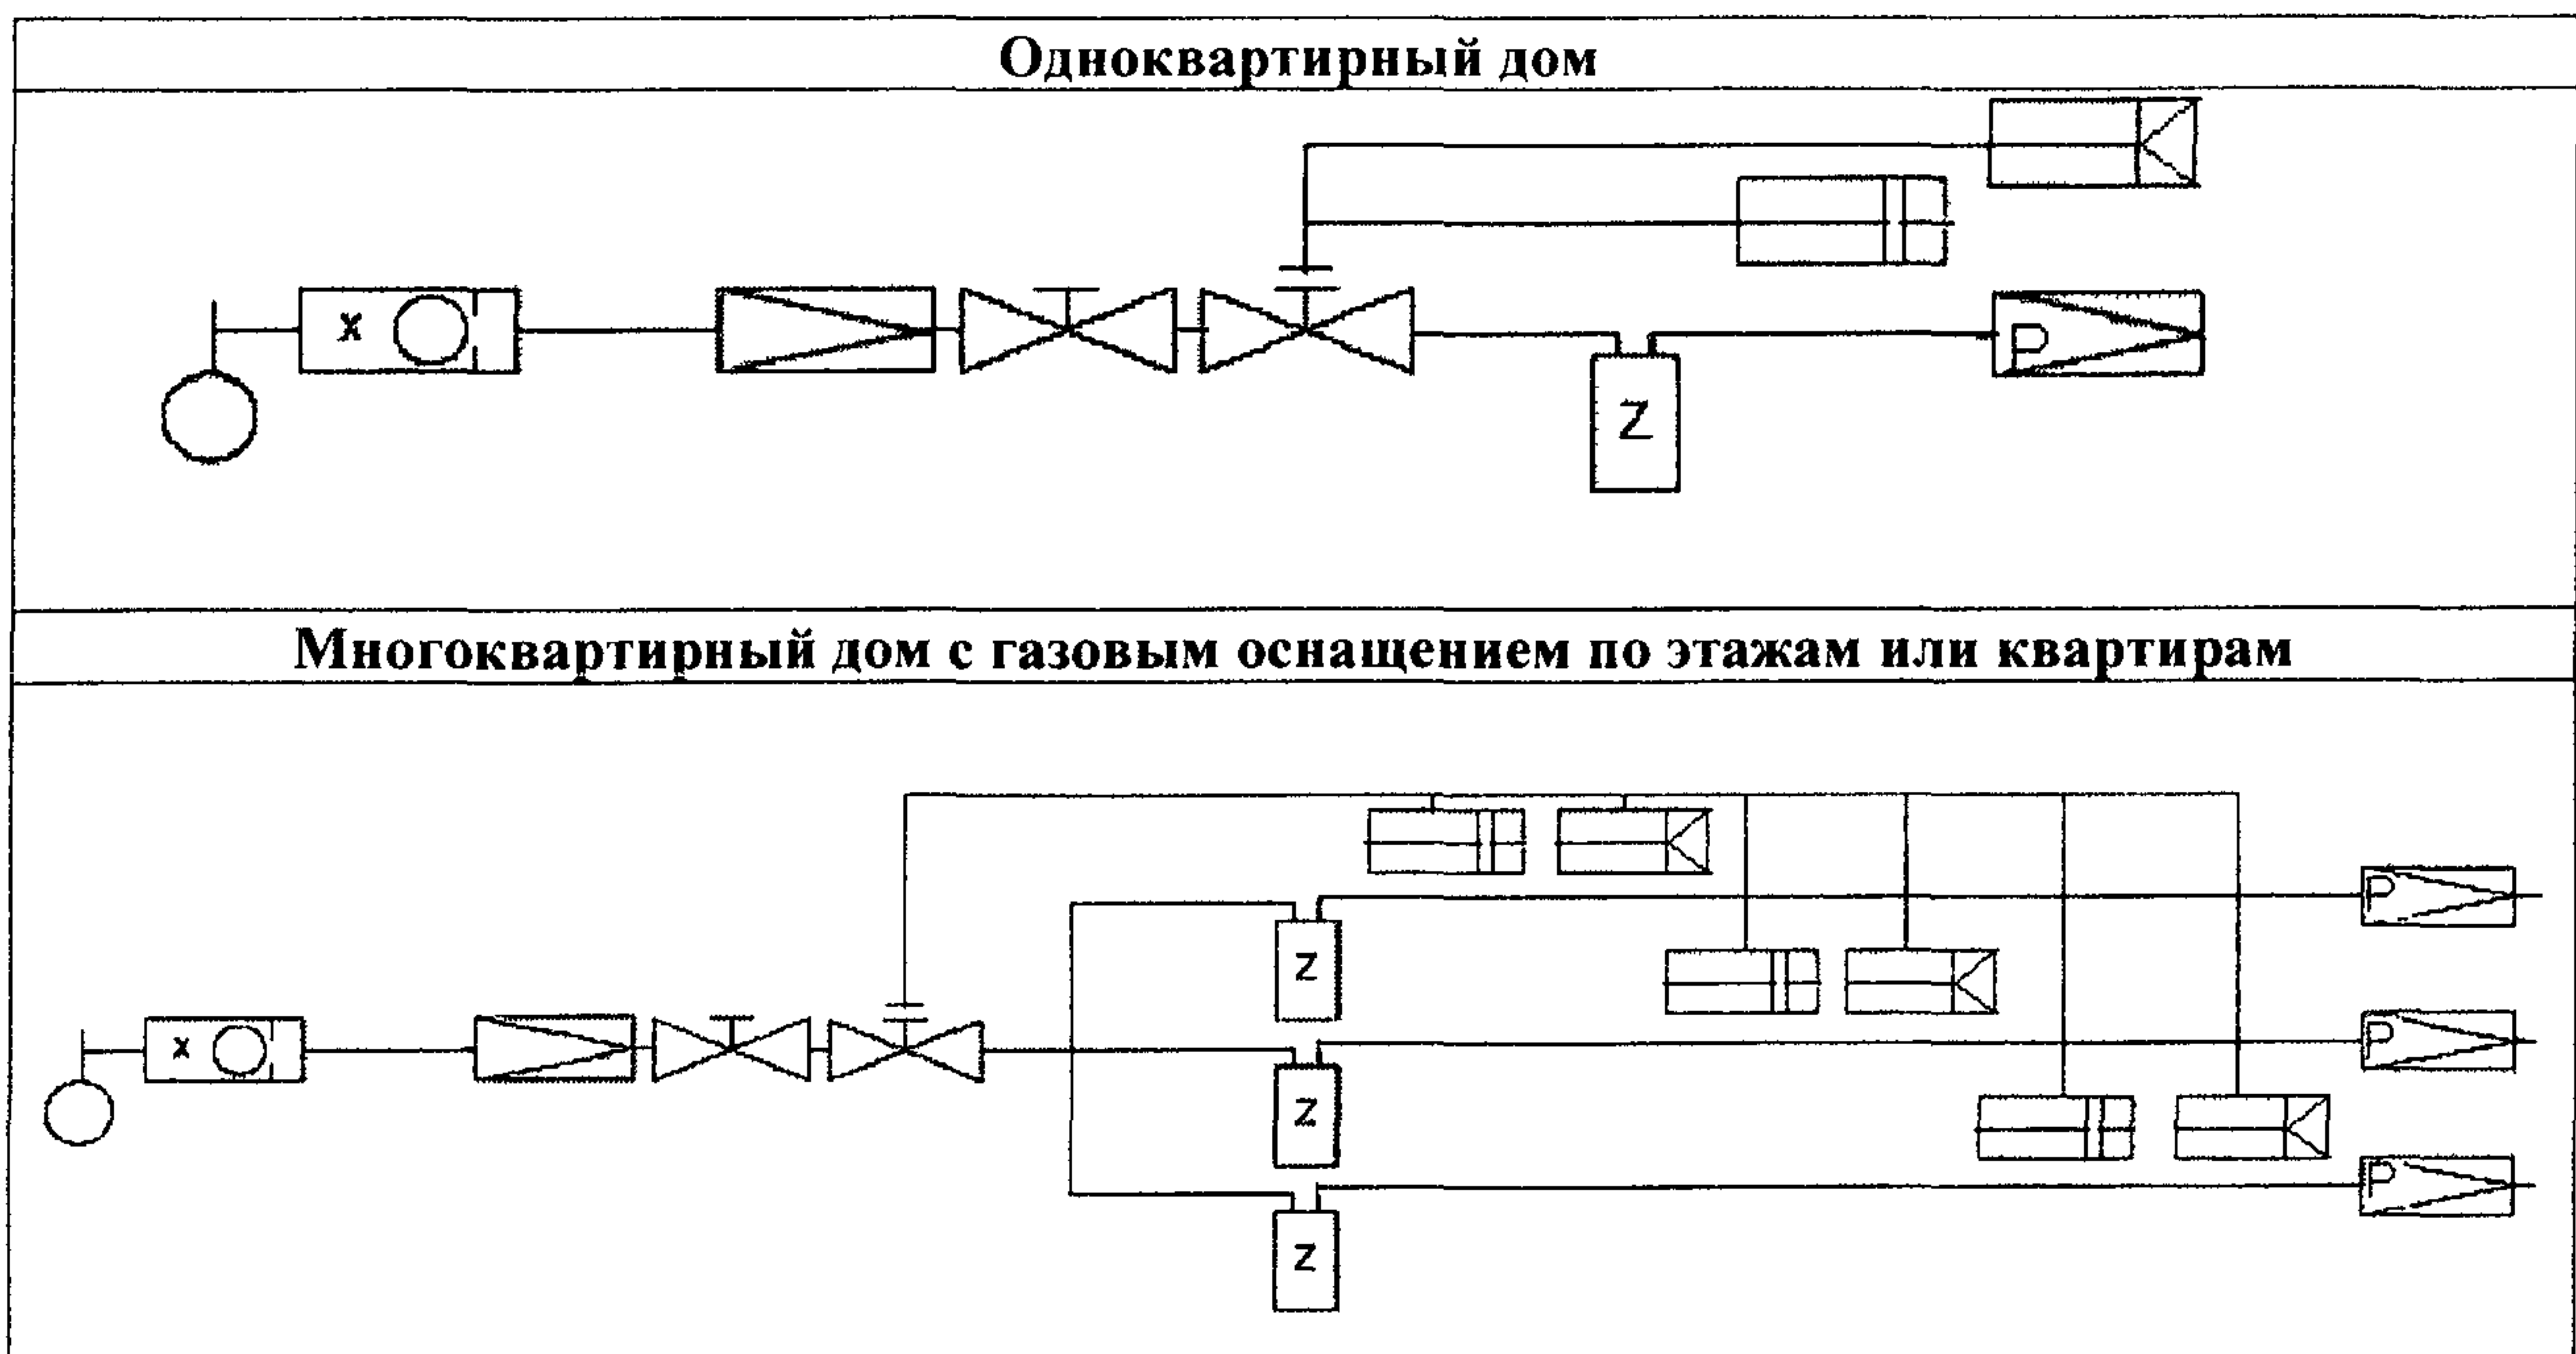 Одноквартирный дом
x
P
Z
Многоквартирный дом с газовым оснащением по этажам или квартирам
P
Z
x
P
Z
P
Z